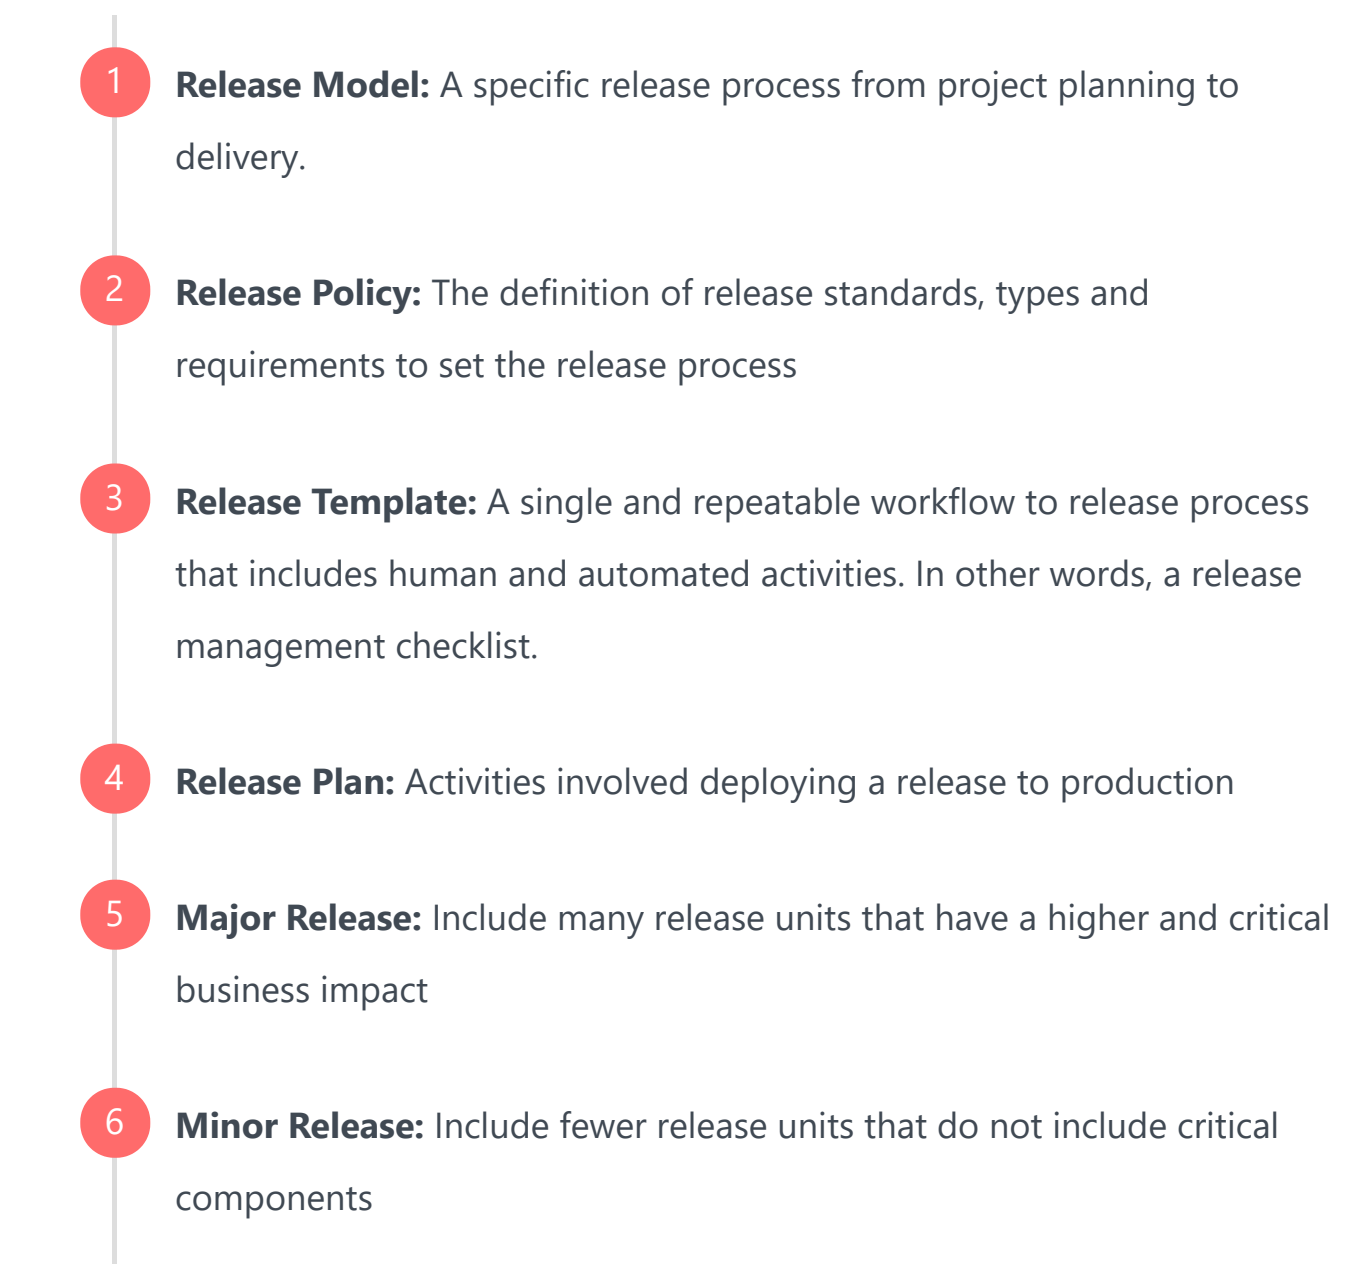 1
Release Model: A specific release process from project planning to
delivery.
2
Release Policy: The definition of release standards, types and
requirements to set the release process
3
Release Template: A single and repeatable workflow to release process
that includes human and automated activities. In other words, a release
management checklist.
4
Release Plan: Activities involved deploying a release to production
5
Major Release: Include many release units that have a higher and critical
business impact
6
Minor Release: Include fewer release units that do not include critical
components